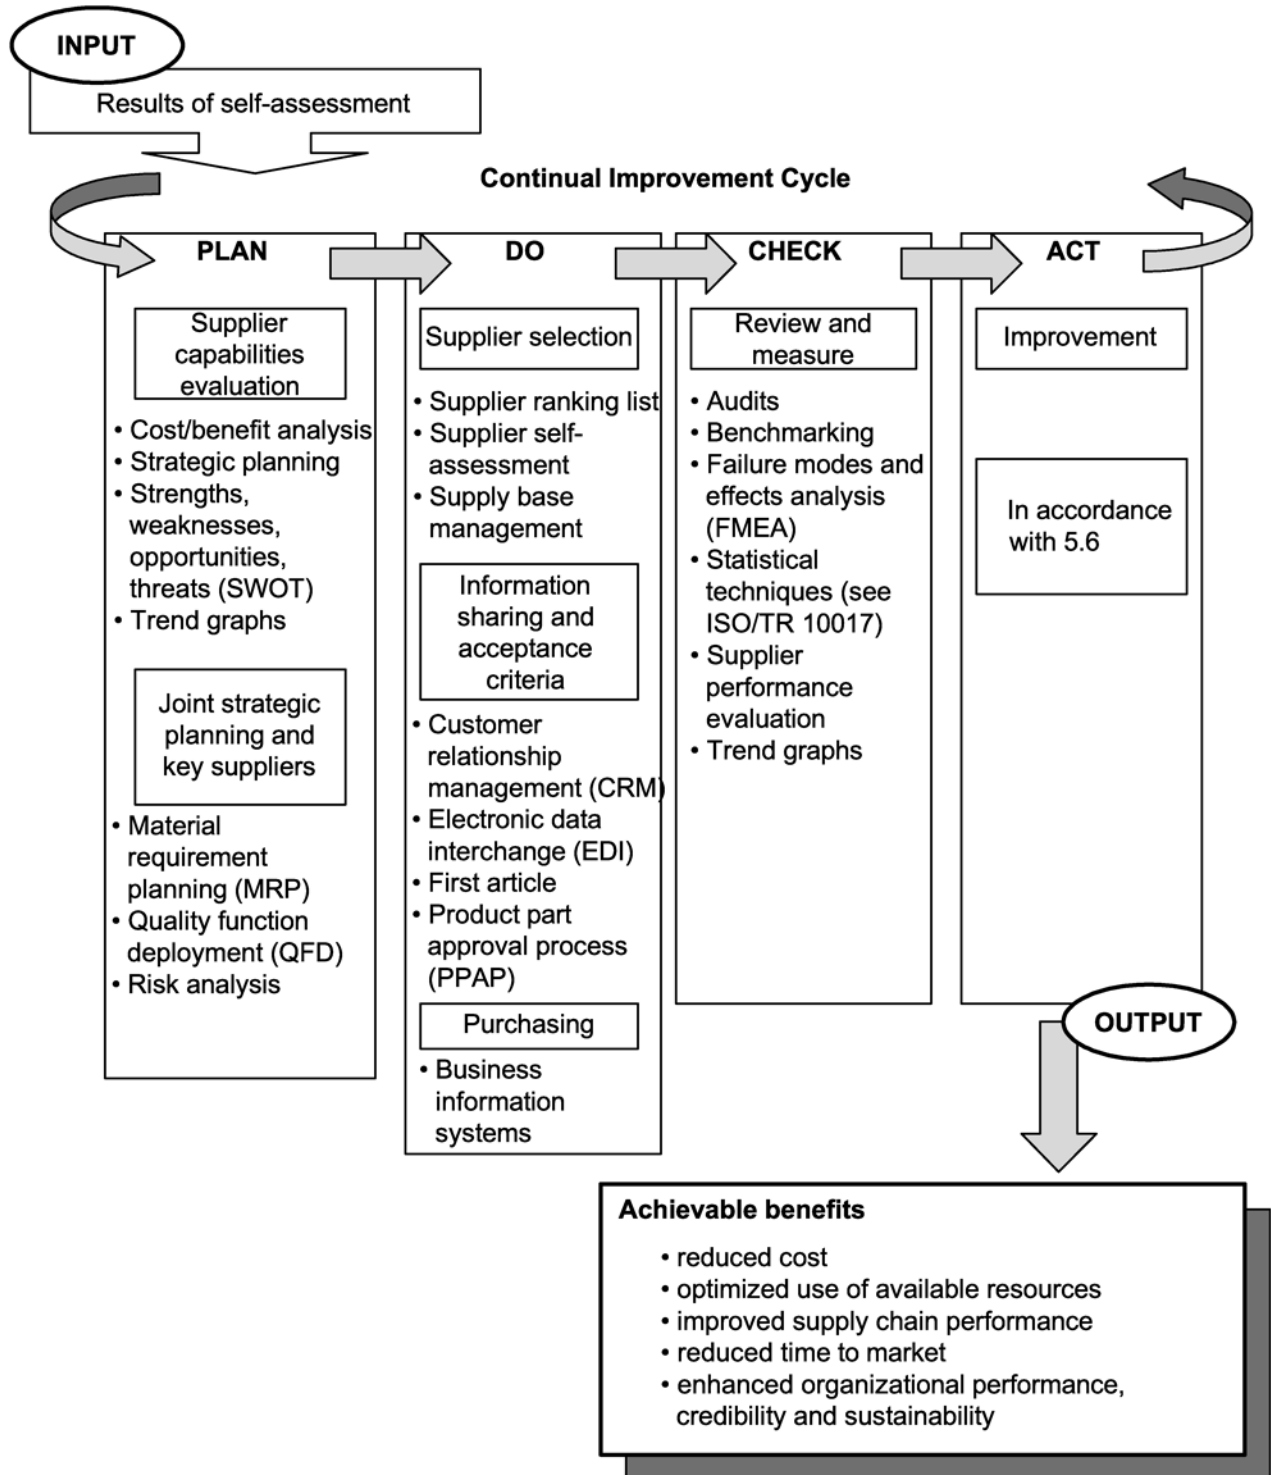 INPUT
Results of self-assessment
Continual Improvement Cycle
PLAN
Supplier
capabilities
evaluation
• Cost/benefit analysis
• Strategic planning
• Strengths,
weaknesses,
opportunities,
threats (SWOT)
• Trend graphs
Joint strategic
planning and
key suppliers
• Material
requirement
planning (MRP)
• Quality function
deployment (QFD)
• Risk analysis
DO
Supplier selection
• Supplier ranking list
• Supplier self-
assessment
• Supply base
management
Information
sharing and
acceptance
criteria
• Customer
relationship
management (CRM)
• Electronic data
interchange (EDI)
• First article
• Product part
approval process
(PPAP)
Purchasing
• Business
information
systems
CHECK
Review and
measure
• Audits
• Benchmarking
• Failure modes and
effects analysis
(FMEA)
• Statistical
techniques (see
ISO/TR 10017)
• Supplier
performance
evaluation
• Trend graphs
ACT
Improvement
In accordance
with 5.6
OUTPUT
Achievable benefits
• reduced cost
• optimized use of available resources
• improved supply chain performance
• reduced time to market
• enhanced organizational performance,
credibility and sustainability